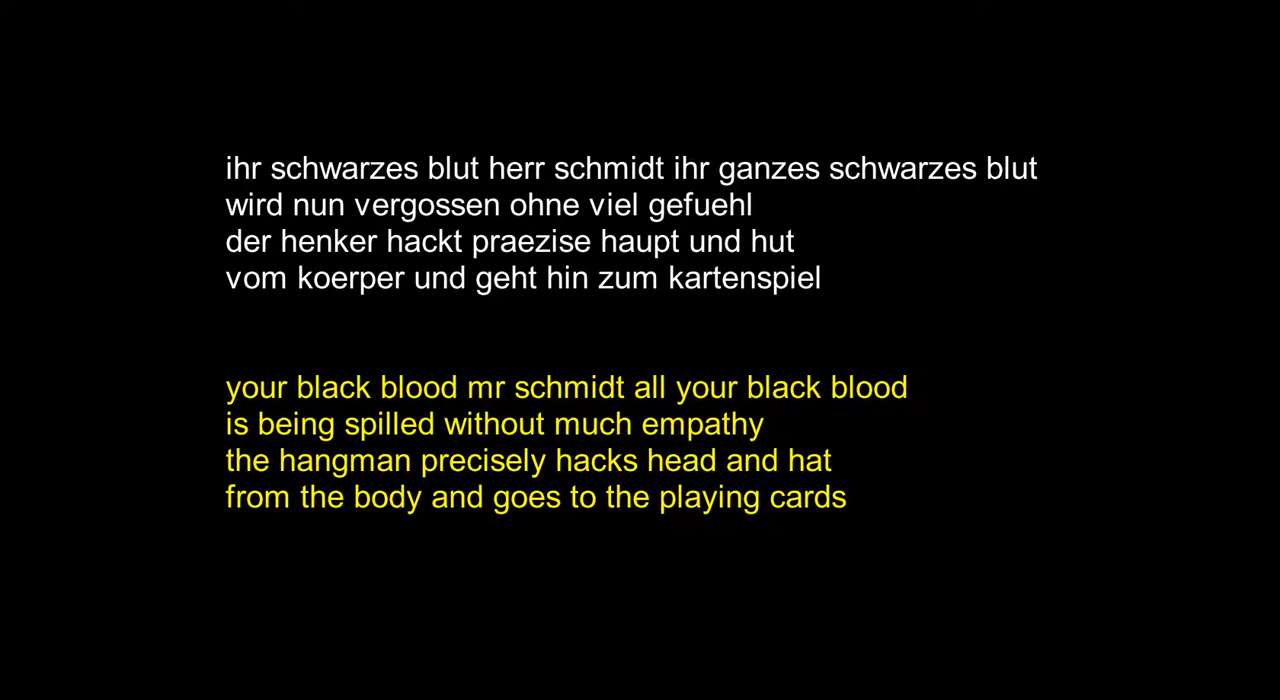 ihr schwarzes blut herr schmidt ihr ganzes schwarzes blut
wird nun vergossen ohne viel gefuehl
der henker hackt praezise haupt und hut
vom koerper und geht hin zum kartenspiel
your black blood mr schmidt all your black blood
is being spilled without much empathy
the hangman precisely hacks head and hat
from the body and goes to the playing cards